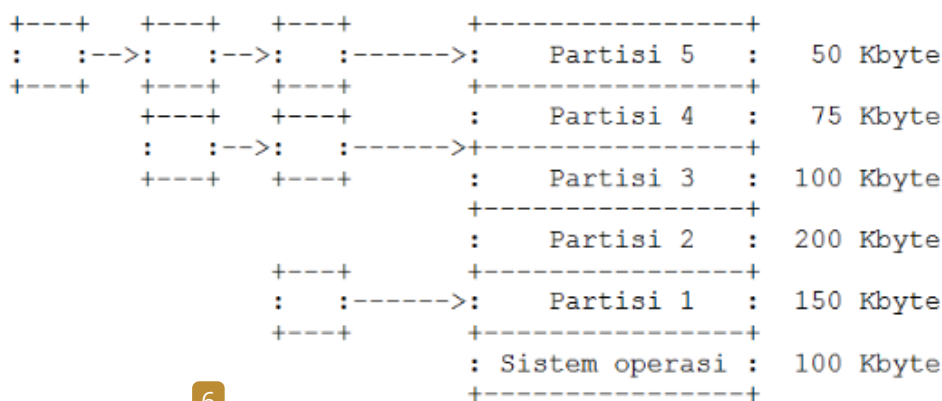 +---+   +---+   +---+       +----------------+
:   :-->:   :-->:   :------>:    Partisi 5   :   50 Kbyte
+---+   +---+   +---+       +----------------+
        +---+   +---+       :    Partisi 4   :   75 Kbyte
        :   :-->:   :------>+----------------+
        +---+   +---+       :    Partisi 3   :  100 Kbyte
                            +----------------+
                            :    Partisi 2   :  200 Kbyte
                +---+       +----------------+
                :   :------>:    Partisi 1   :  150 Kbyte
                +---+       +----------------+
                            : Sistem operasi :  100 Kbyte
6                           +----------------+